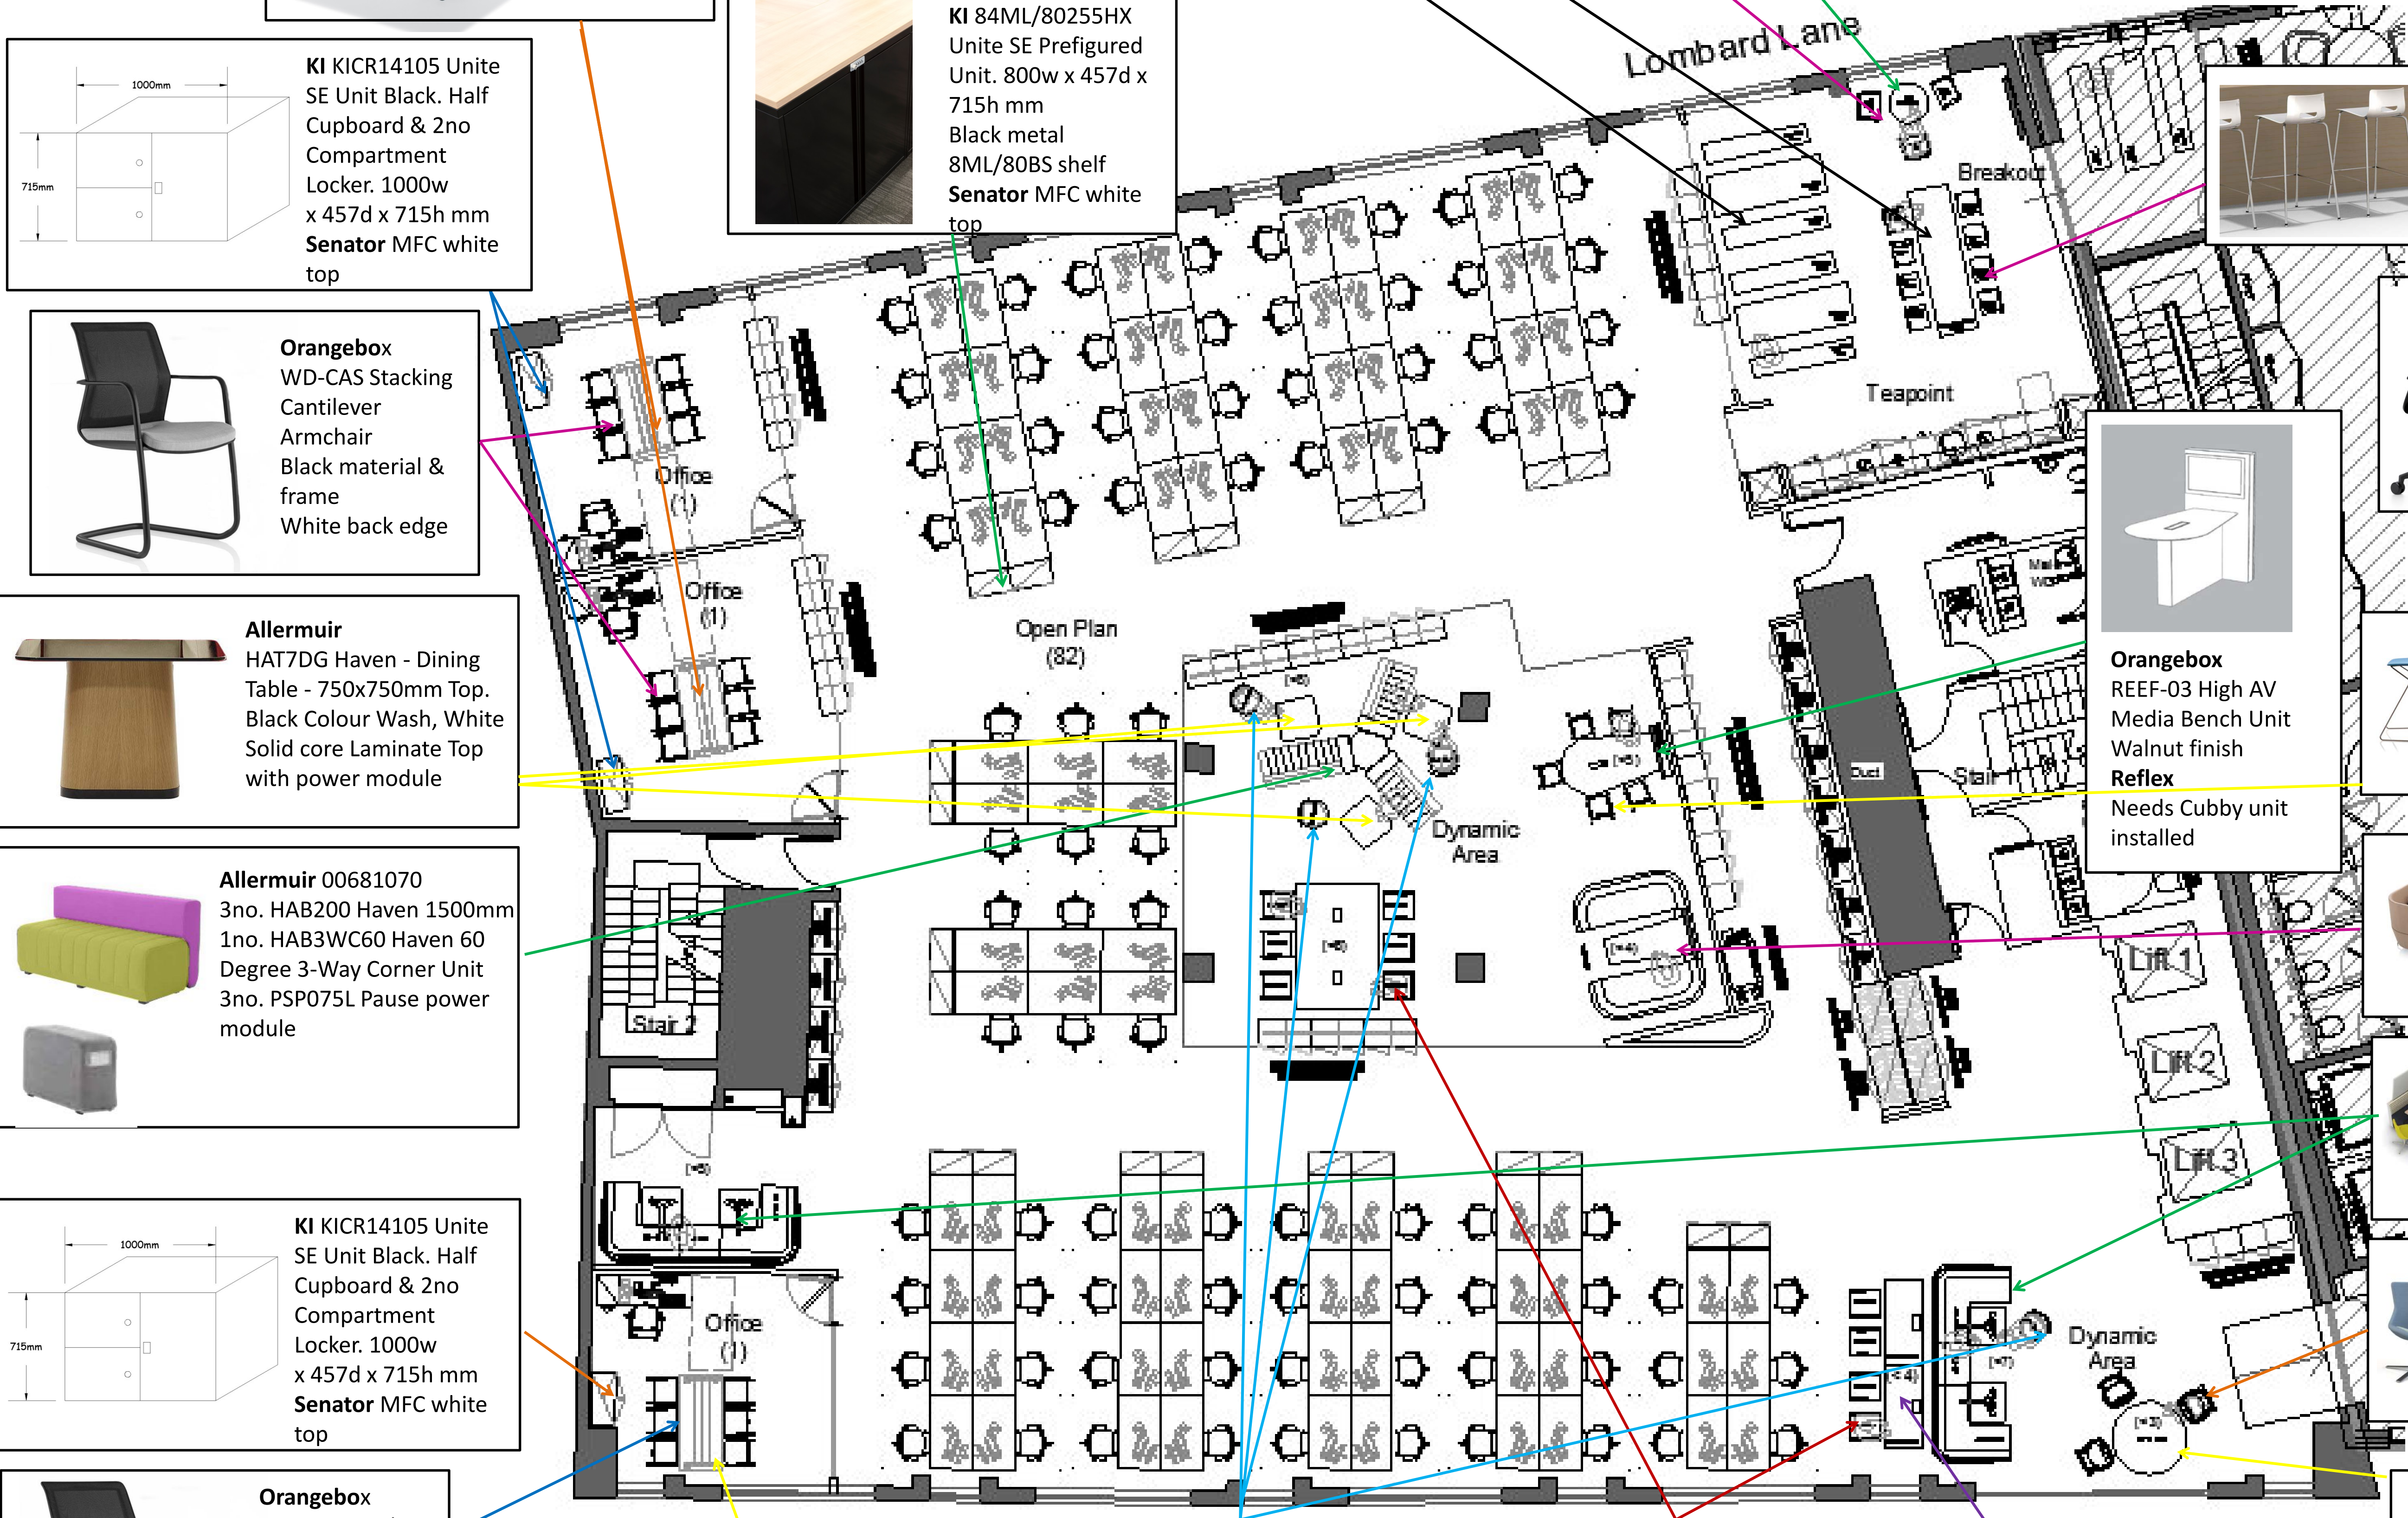 KI 84ML/80255HX
Unite SE Prefigured
Unit. 800w x 457d x
715h mm
Black metal
8ML/80BS shelf
Senator MFC white
top
KI KICR14105 Unite
SE Unit Black. Half
Cupboard & 2no
Compartment
Locker. 1000w
x 457d x 715h mm
Senator MFC white
top
1000mm
715mm
Lombard Lane
Breakout
Teapoint
Orangebox
WD-CAS Stacking
Cantilever
Armchair
Black material &
frame
White back edge
Office
(1)
Office
(1)
Open Plan
(82)
Allermuir
HAT7DG Haven - Dining
Table - 750x750mm Top.
Black Colour Wash, White
Solid core Laminate Top
with power module
Orangebox
REEF-03 High AV
Media Bench Unit
Walnut finish
Reflex
Needs Cubby unit
installed
Duct
Stair 1
Dynamic
Area
Allermuir 00681070
3no. HAB200 Haven 1500mm
1no. HAB3WC60 Haven 60
Degree 3-Way Corner Unit
3no. PSP075L Pause power
module
Stair 2
Lift 1
Lift 2
Lift 3
KI KICR14105 Unite
SE Unit Black. Half
Cupboard & 2no
Compartment
Locker. 1000w
x 457d x 715h mm
Senator MFC white
top
1000mm
715mm
Office
(1)
Dynamic
Area
Orangebox